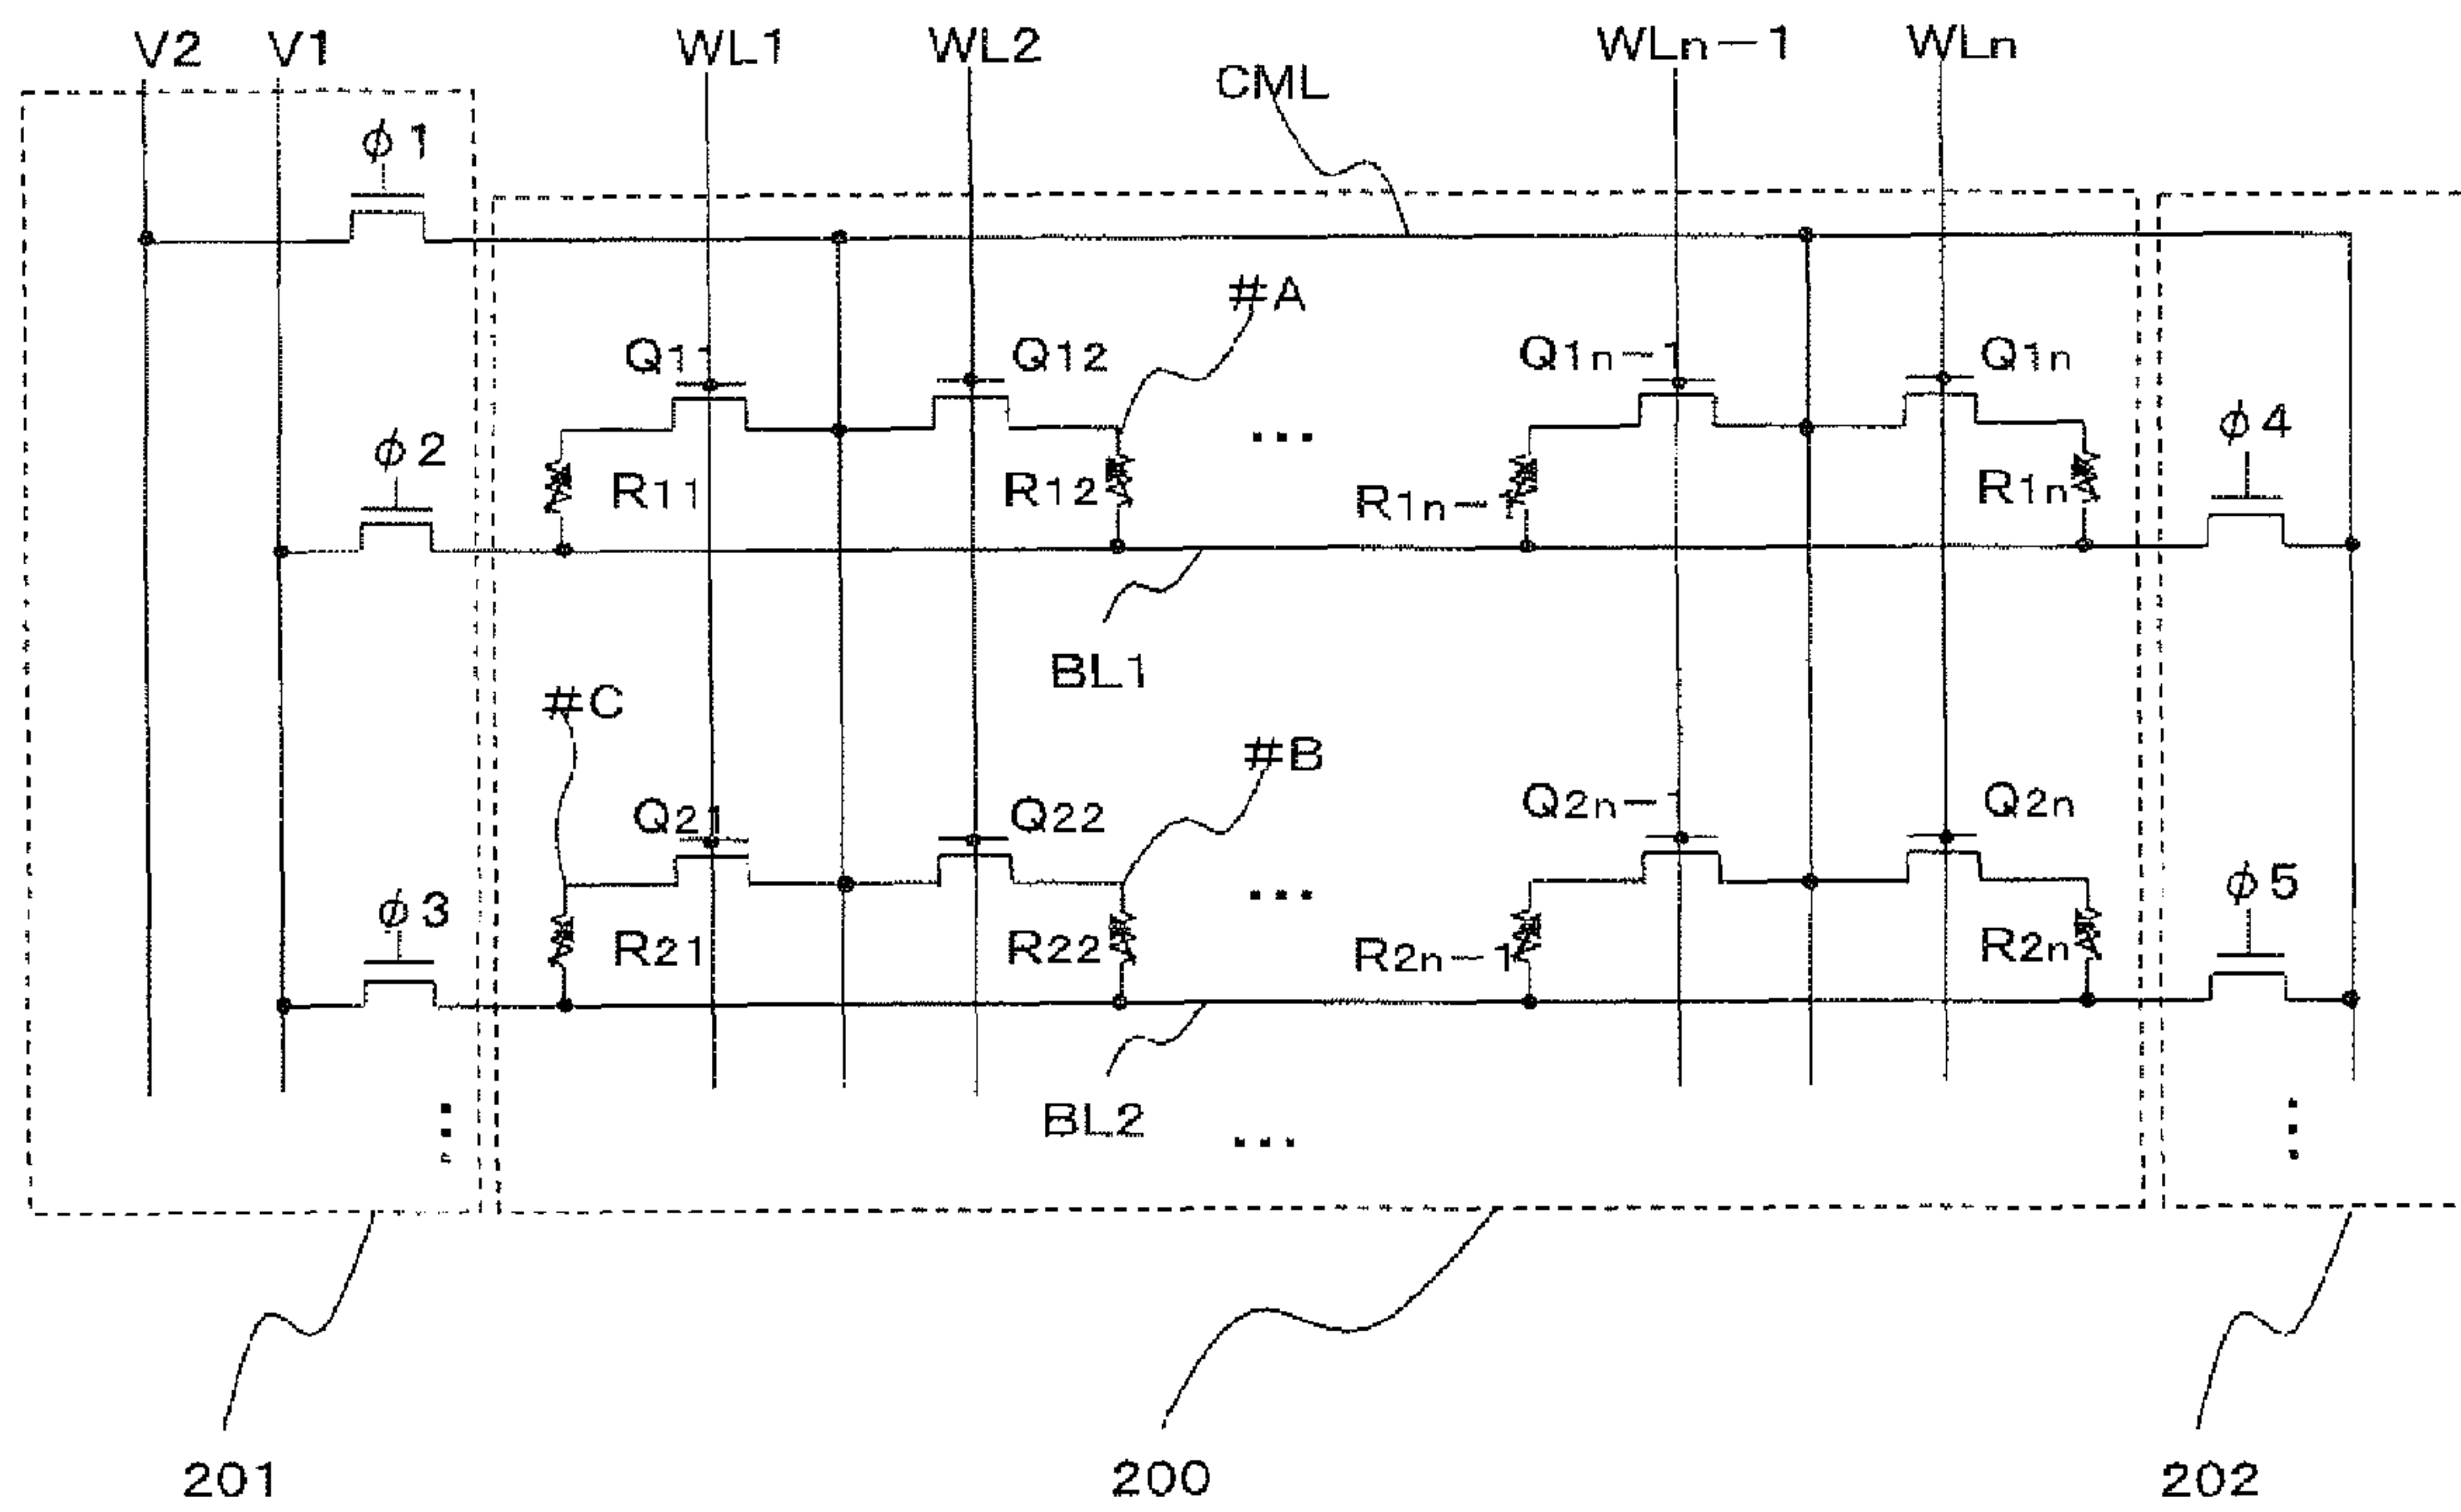 V2 V1 WL1 WL2 CML WLn-1 WLn
φ1
#A
Q11 Q12 Q1n-1 Q1n
φ2 R11 R12 R1n-1 R1n φ4
BL1
#C #B
Q21 Q22 Q2n-1 Q2n
φ3 R21 R22 R2n-1 R2n φ5
BL2
...
201 200 202